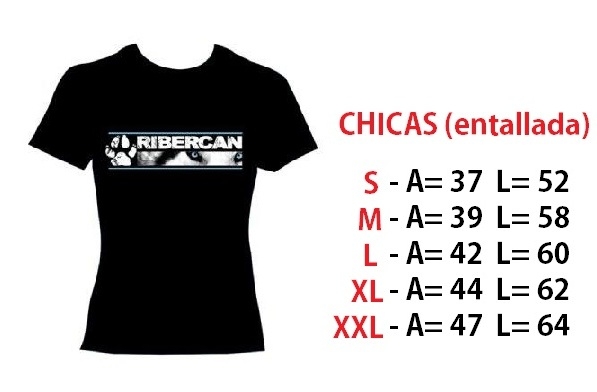 RIBERCAN
CHICAS (entallada)
S - A= 37 L= 52
M - A= 39 L= 58
L - A= 42 L= 60
XL - A= 44 L= 62
XXL - A= 47 L= 64